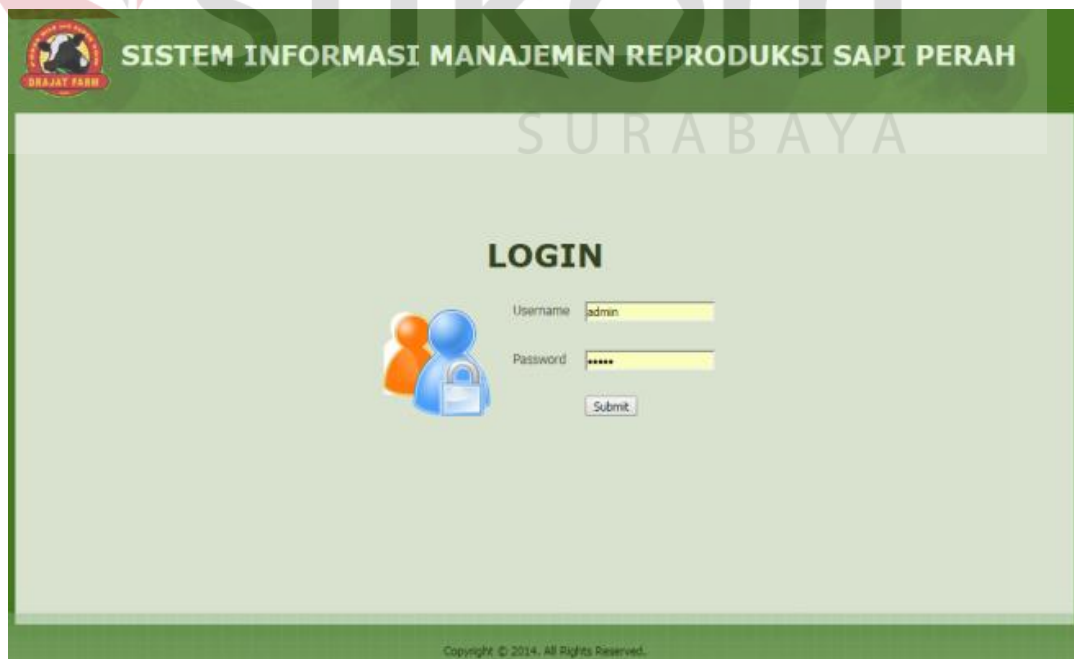 stikom
SURABAYA
DRAJAT FARM
SISTEM INFORMASI MANAJEMEN REPRODUKSI SAPI PERAH
LOGIN
Username admin
Password •••••
Submit
Copyright © 2014. All Rights Reserved.